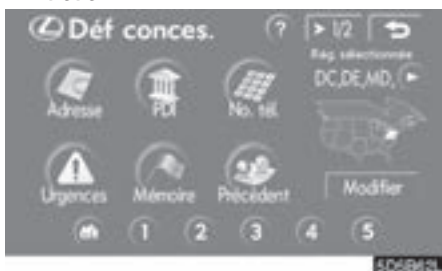 Déf conces.
? > 1/2
Rég. sélectionnée
DC,DE,MD,
Adresse PDI No. tél.
Urgences Mémoire Précédent
Modifier
1 2 3 4 5